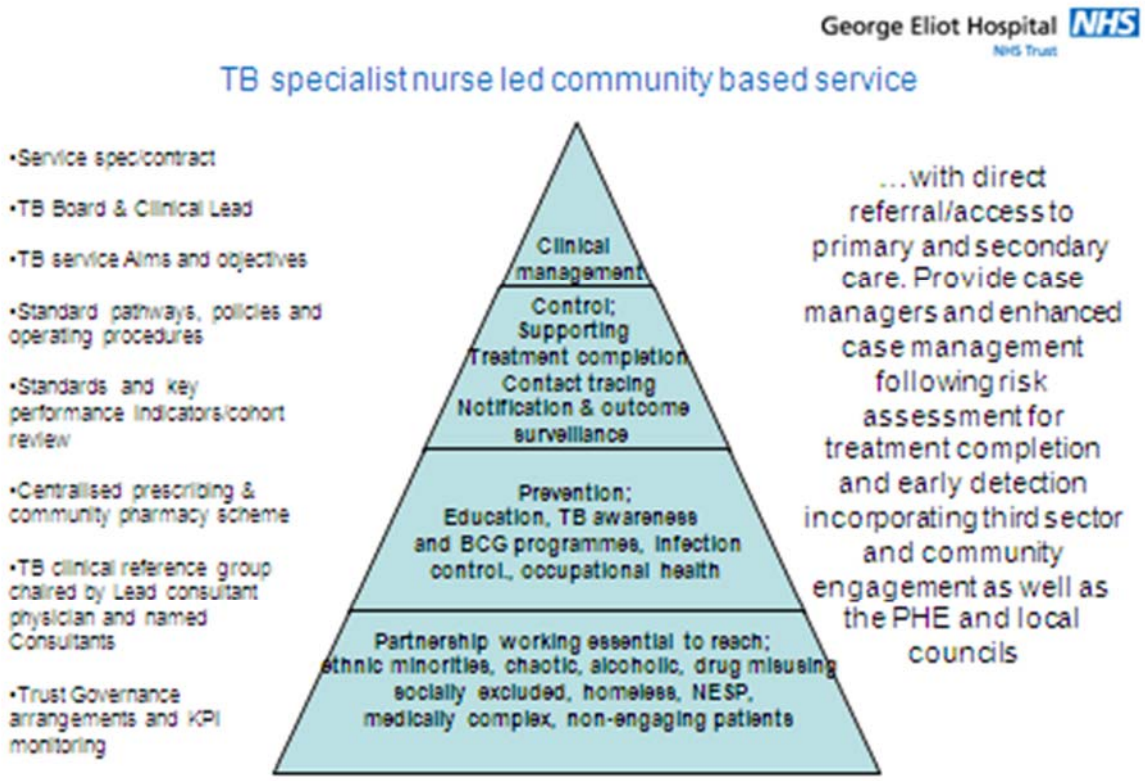 George Eliot Hospital NHS
NHS Trust
TB specialist nurse led community based service
•Service spec/contract
•TB Board & Clinical Lead
•TB service Aims and objectives
•Standard pathways, policies and
operating procedures
•Standards and key
performance indicators/cohort
review
•Centralised prescribing &
community pharmacy scheme
•TB clinical reference group
chaired by Lead consultant
physician and named
Consultants
•Trust Governance
arrangements and KPI
monitoring
Clinical
management
Control;
Supporting
Treatment completion
Contact tracing
Notification & outcome
surveillance
Prevention;
Education, TB awareness
and BCG programmes, infection
control., occupational health
Partnership working essential to reach;
ethnic minorities, chaotic, alcoholic, drug misusing
socially excluded, homeless, NESP,
medically complex, non-engaging patients
...with direct
referral/access to
primary and secondary
care. Provide case
managers and enhanced
case management
following risk
assessment for
treatment completion
and early detection
incorporating third sector
and community
engagement as well as
the PHE and local
councils